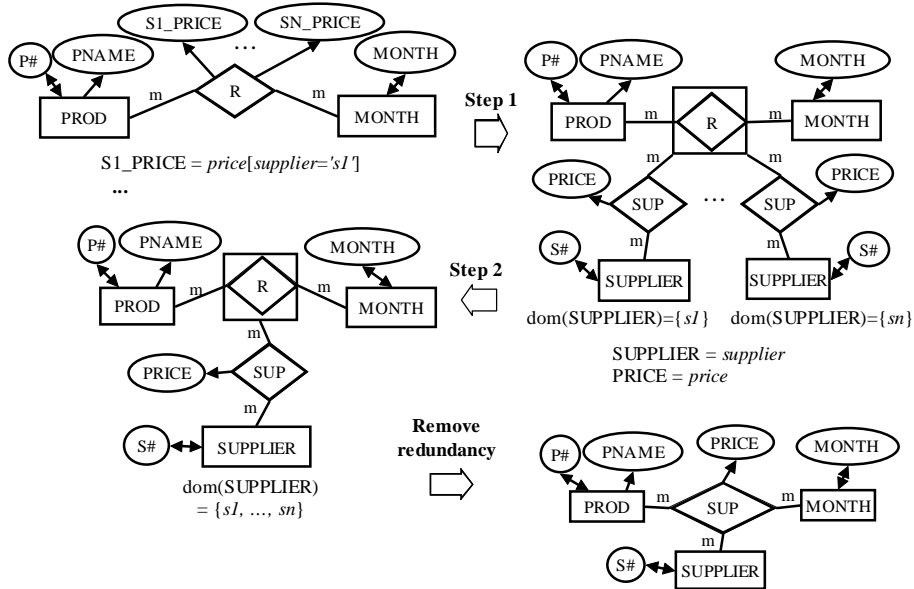 S1_PRICE ... SN_PRICE
P# PNAME MONTH
m R m
PROD MONTH
S1_PRICE = price[supplier='s1']
...
Step 1
P# PNAME MONTH
PROD m R m MONTH
m m
PRICE SUP ... SUP PRICE
m m
S# SUPPLIER SUPPLIER S#
dom(SUPPLIER)={s1} dom(SUPPLIER)={sn}
SUPPLIER = supplier
PRICE = price
Step 2
P# PNAME MONTH
PROD m R m MONTH
m
PRICE SUP
m
S# SUPPLIER
dom(SUPPLIER)
= {s1, ..., sn}
Remove
redundancy
P# PNAME PRICE MONTH
PROD m SUP m MONTH
m
S# SUPPLIER